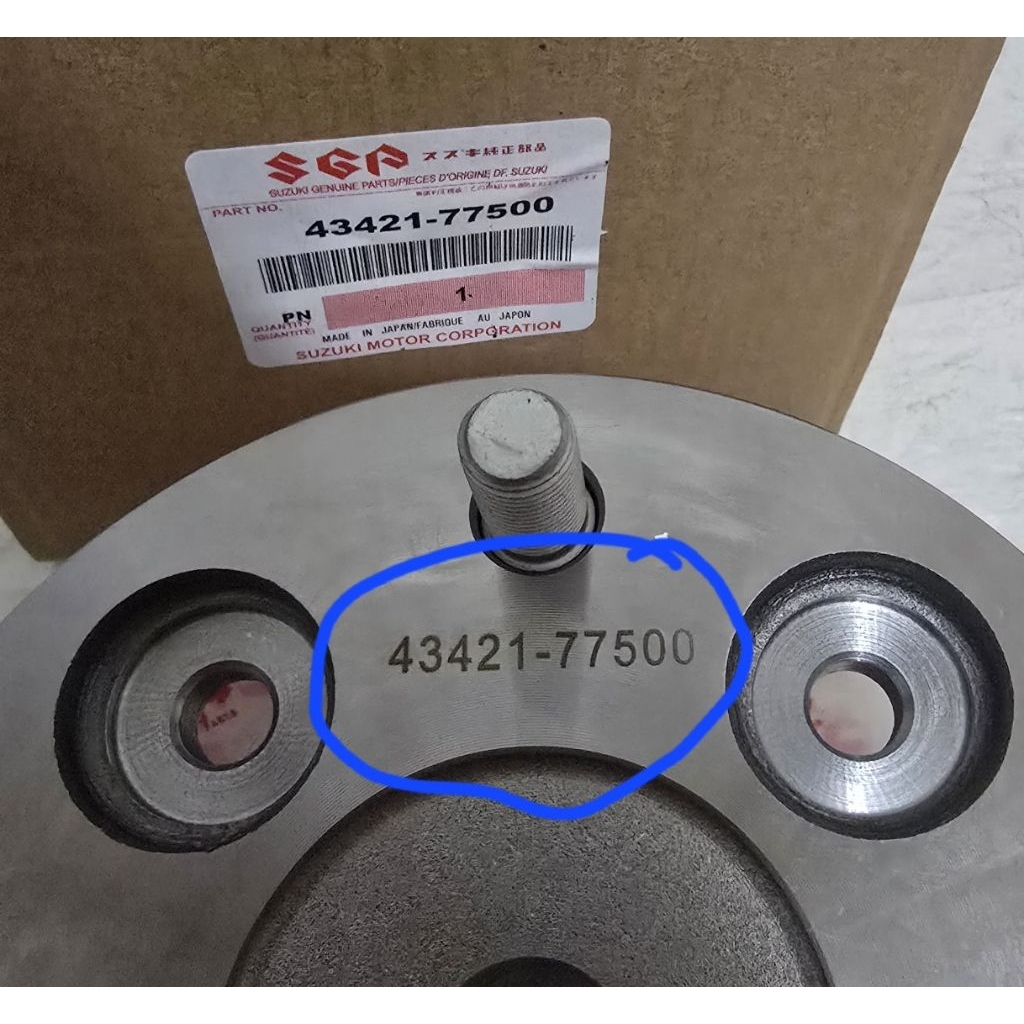 SGP スズキ純正部品
SUZUKI GENUINE PARTS/PIECES D'ORIGINE DE SUZUKI
PART NO.
43421-77500
PN 1.
QUANTITY
(QUANTITÉ)
MADE IN JAPAN/FABRIQUE AU JAPON
SUZUKI MOTOR CORPORATION
43421-77500